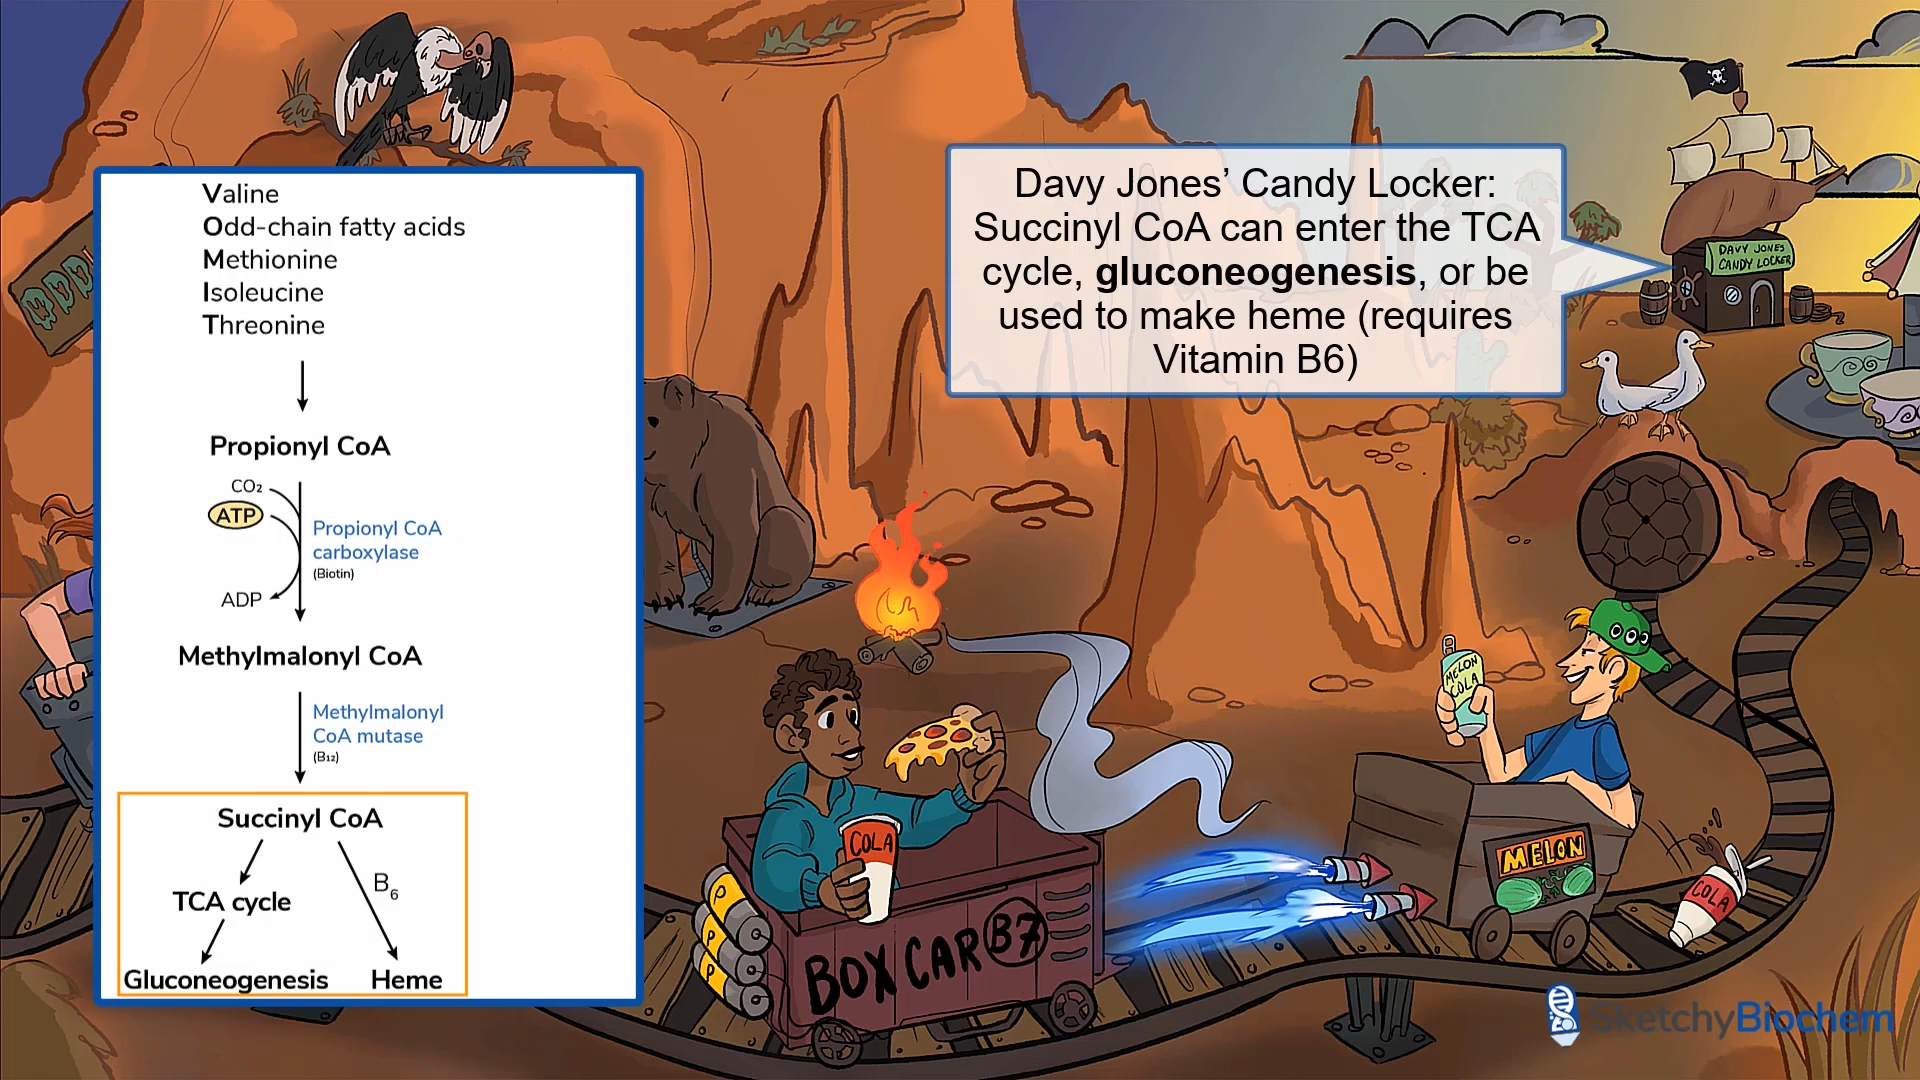 Valine
Odd-chain fatty acids
Methionine
Isoleucine
Threonine
Propionyl CoA
CO₂
ATP
Propionyl CoA
carboxylase
(Biotin)
ADP
Methylmalonyl CoA
Methylmalonyl
CoA mutase
(B₁₂)
Succinyl CoA
B₆
TCA cycle
Gluconeogenesis
Heme
Davy Jones’ Candy Locker:
Succinyl CoA can enter the TCA
cycle, gluconeogenesis, or be
used to make heme (requires
Vitamin B6)
DAVY JONES
CANDY LOCKER
MELON
COLA
COLA
MELON
COLA
P
P
P
BOXCAR B7
SketchyBiochem